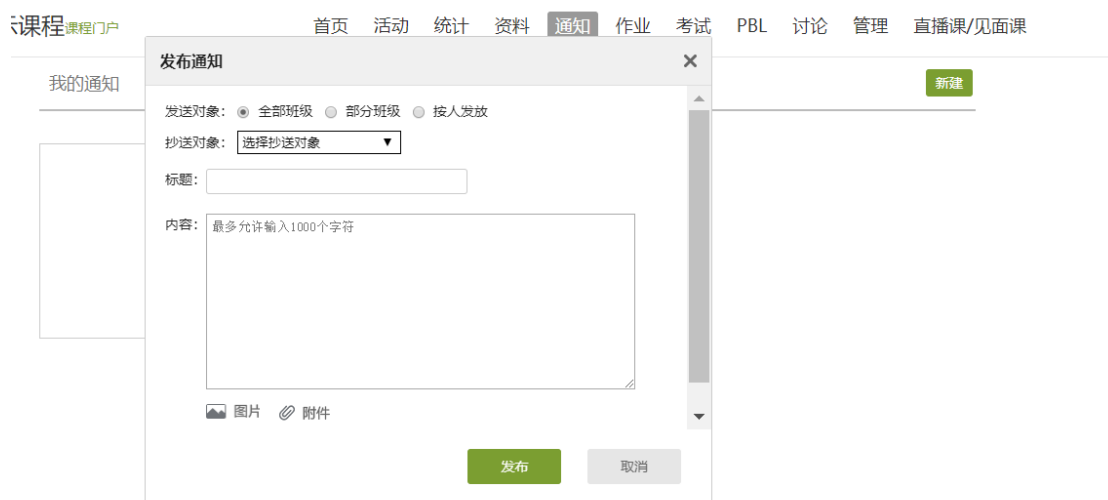 课程课程门户 首页 活动 统计 资料 通知 作业 考试 PBL 讨论 管理 直播课/见面课
发布通知
我的通知 新建
发送对象： 全部班级 部分班级 按人发放
抄送对象： 选择抄送对象
标题：
内容： 最多允许输入1000个字符
图片 附件
发布 取消